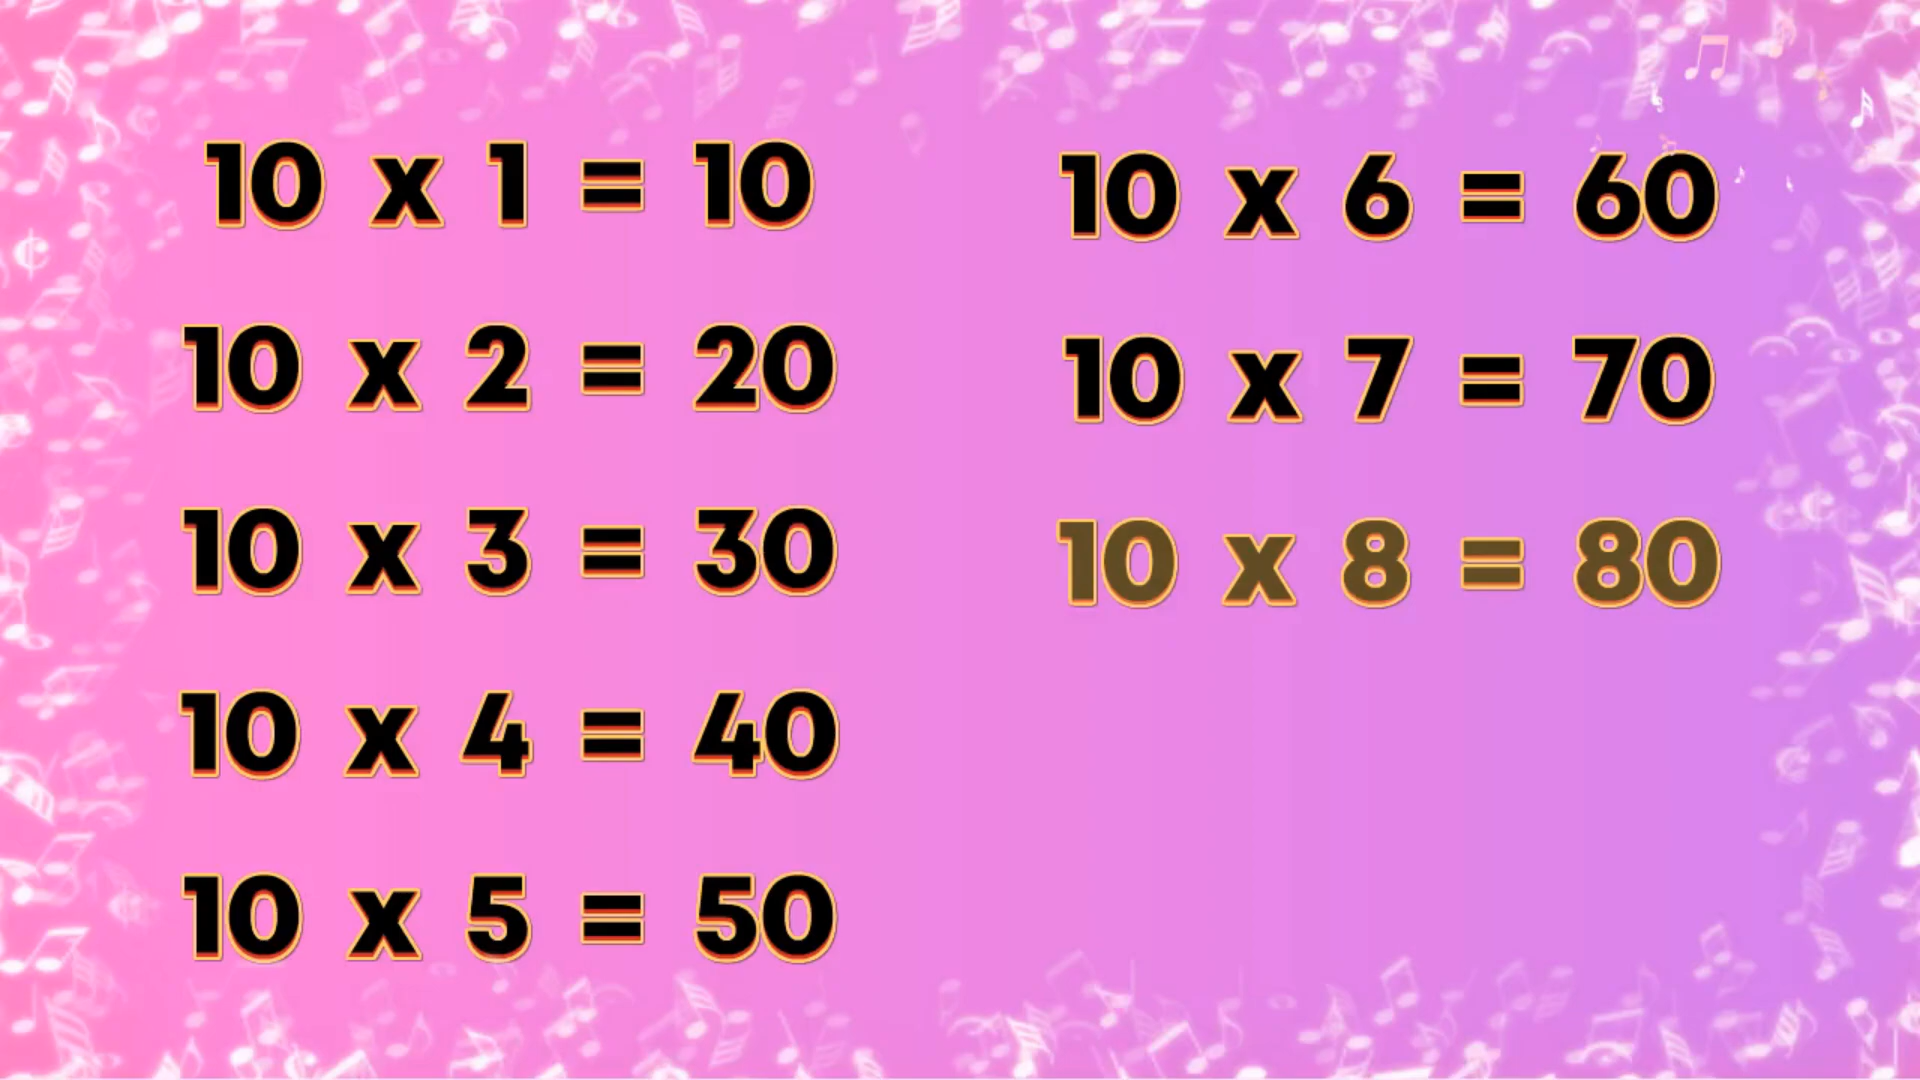 10 x 1 = 10
10 x 2 = 20
10 x 3 = 30
10 x 4 = 40
10 x 5 = 50
10 x 6 = 60
10 x 7 = 70
10 x 8 = 80